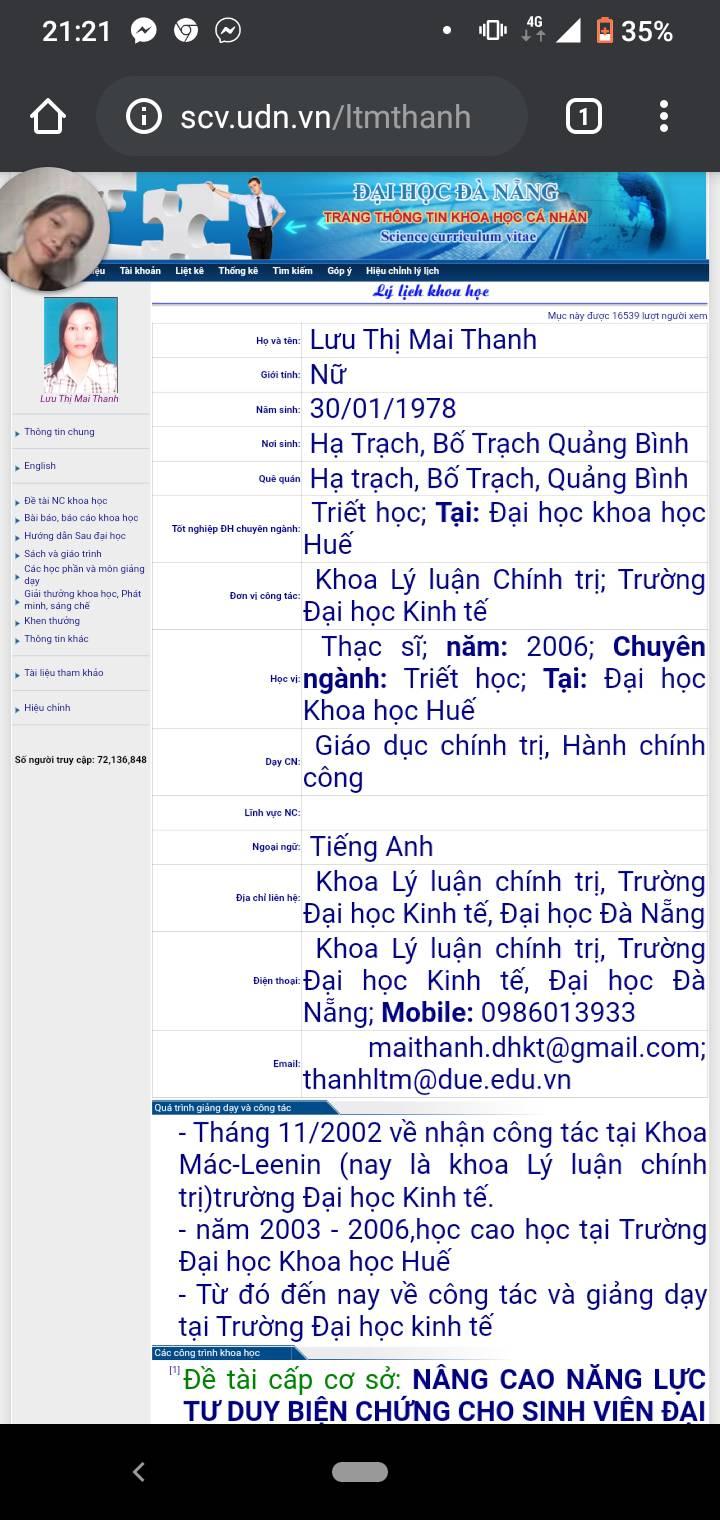 21:21
4G
35%
scv.udn.vn/ltmthanh
1
ĐẠI HỌC ĐÀ NẴNG
TRANG THÔNG TIN KHOA HỌC CÁ NHÂN
Science curriculum vitae
Tài khoản Liệt kê Thống kê Tìm kiếm Góp ý Hiệu chỉnh lý lịch
Lý lịch khoa học
Mục này được 16539 lượt người xem
Lưu Thị Mai Thanh
Thông tin chung
English
Đề tài NC khoa học
Bài báo, báo cáo khoa học
Hướng dẫn Sau đại học
Sách và giáo trình
Các học phần và môn giảng
dạy
Giải thưởng khoa học, Phát
minh, sáng chế
Khen thưởng
Thông tin khác
Tài liệu tham khảo
Hiệu chỉnh
Số người truy cập: 72,136,848
Họ và tên: Lưu Thị Mai Thanh
Giới tính: Nữ
Năm sinh: 30/01/1978
Nơi sinh: Hạ Trạch, Bố Trạch Quảng Bình
Quê quán Hạ trạch, Bố Trạch, Quảng Bình
Tốt nghiệp ĐH chuyên ngành: Triết học; Tại: Đại học khoa học
Huế
Đơn vị công tác: Khoa Lý luận Chính trị; Trường
Đại học Kinh tế
Học vị: Thạc sĩ; năm: 2006; Chuyên
ngành: Triết học; Tại: Đại học
Khoa học Huế
Dạy CN: Giáo dục chính trị, Hành chính
công
Lĩnh vực NC:
Ngoại ngữ: Tiếng Anh
Địa chỉ liên hệ: Khoa Lý luận chính trị, Trường
Đại học Kinh tế, Đại học Đà Nẵng
Điện thoại: Khoa Lý luận chính trị, Trường
Đại học Kinh tế, Đại học Đà
Nẵng; Mobile: 0986013933
Email: maithanh.dhkt@gmail.com;
thanhltm@due.edu.vn
Quá trình giảng dạy và công tác
- Tháng 11/2002 về nhận công tác tại Khoa
Mác-Leenin (nay là khoa Lý luận chính
trị)trường Đại học Kinh tế.
- năm 2003 - 2006,học cao học tại Trường
Đại học Khoa học Huế
- Từ đó đến nay về công tác và giảng dạy
tại Trường Đại học kinh tế
Các công trình khoa học
[1] Đề tài cấp cơ sở: NÂNG CAO NĂNG LỰC
TƯ DUY BIỆN CHỨNG CHO SINH VIÊN ĐẠI